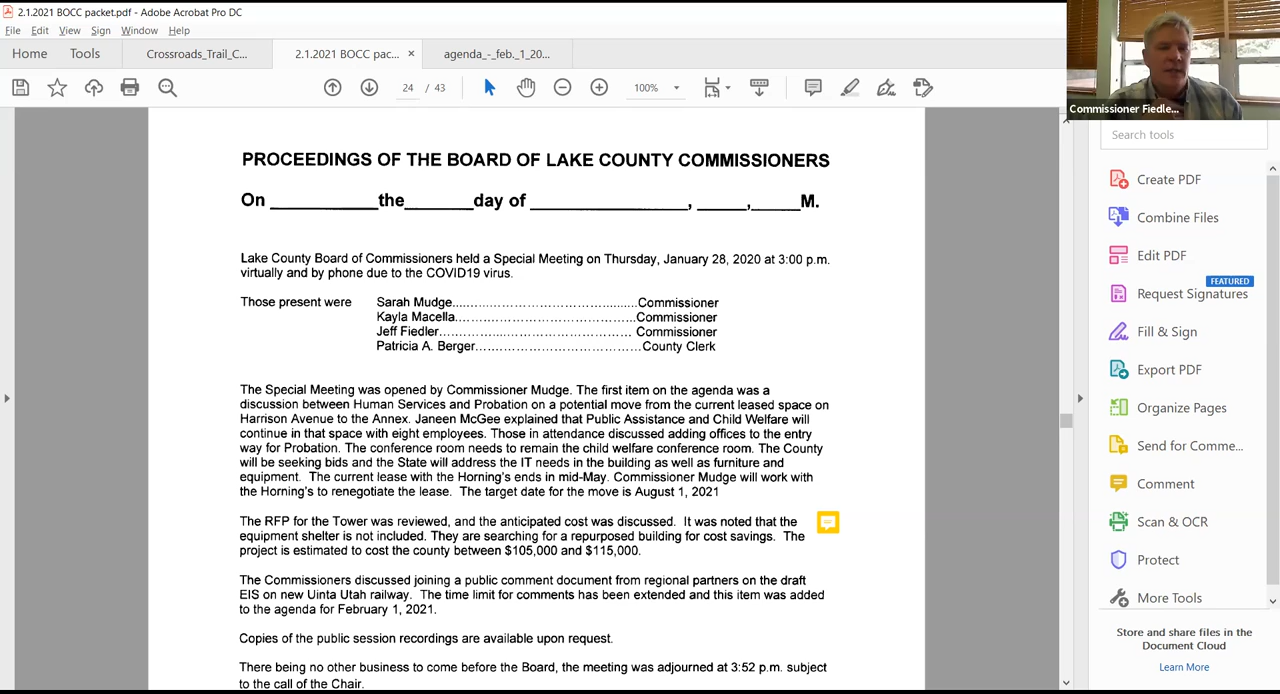 2.1.2021 BOCC packet.pdf - Adobe Acrobat Pro DC
File Edit View Sign Window Help
Home Tools Crossroads_Trail_C... 2.1.2021 BOCC pac... × agenda_-_feb._1_20...
24 / 43 100%
Commissioner Fiedle...
PROCEEDINGS OF THE BOARD OF LAKE COUNTY COMMISSIONERS
On ___________the_______day of ________________, _____,_____M.
Lake County Board of Commissioners held a Special Meeting on Thursday, January 28, 2020 at 3:00 p.m.
virtually and by phone due to the COVID19 virus.
Those present were Sarah Mudge..........................................Commissioner
Kayla Macella..........................................Commissioner
Jeff Fiedler............................................. Commissioner
Patricia A. Berger......................................County Clerk
The Special Meeting was opened by Commissioner Mudge. The first item on the agenda was a
discussion between Human Services and Probation on a potential move from the current leased space on
Harrison Avenue to the Annex. Janeen McGee explained that Public Assistance and Child Welfare will
continue in that space with eight employees. Those in attendance discussed adding offices to the entry
way for Probation. The conference room needs to remain the child welfare conference room. The County
will be seeking bids and the State will address the IT needs in the building as well as furniture and
equipment. The current lease with the Horning's ends in mid-May. Commissioner Mudge will work with
the Horning's to renegotiate the lease. The target date for the move is August 1, 2021
The RFP for the Tower was reviewed, and the anticipated cost was discussed. It was noted that the
equipment shelter is not included. They are searching for a repurposed building for cost savings. The
project is estimated to cost the county between $105,000 and $115,000.
The Commissioners discussed joining a public comment document from regional partners on the draft
EIS on new Uinta Utah railway. The time limit for comments has been extended and this item was added
to the agenda for February 1, 2021.
Copies of the public session recordings are available upon request.
There being no other business to come before the Board, the meeting was adjourned at 3:52 p.m. subject
to the call of the Chair.
Search tools
Create PDF
Combine Files
Edit PDF
FEATURED
Request Signatures
Fill & Sign
Export PDF
Organize Pages
Send for Comme...
Comment
Scan & OCR
Protect
More Tools
Store and share files in the
Document Cloud
Learn More